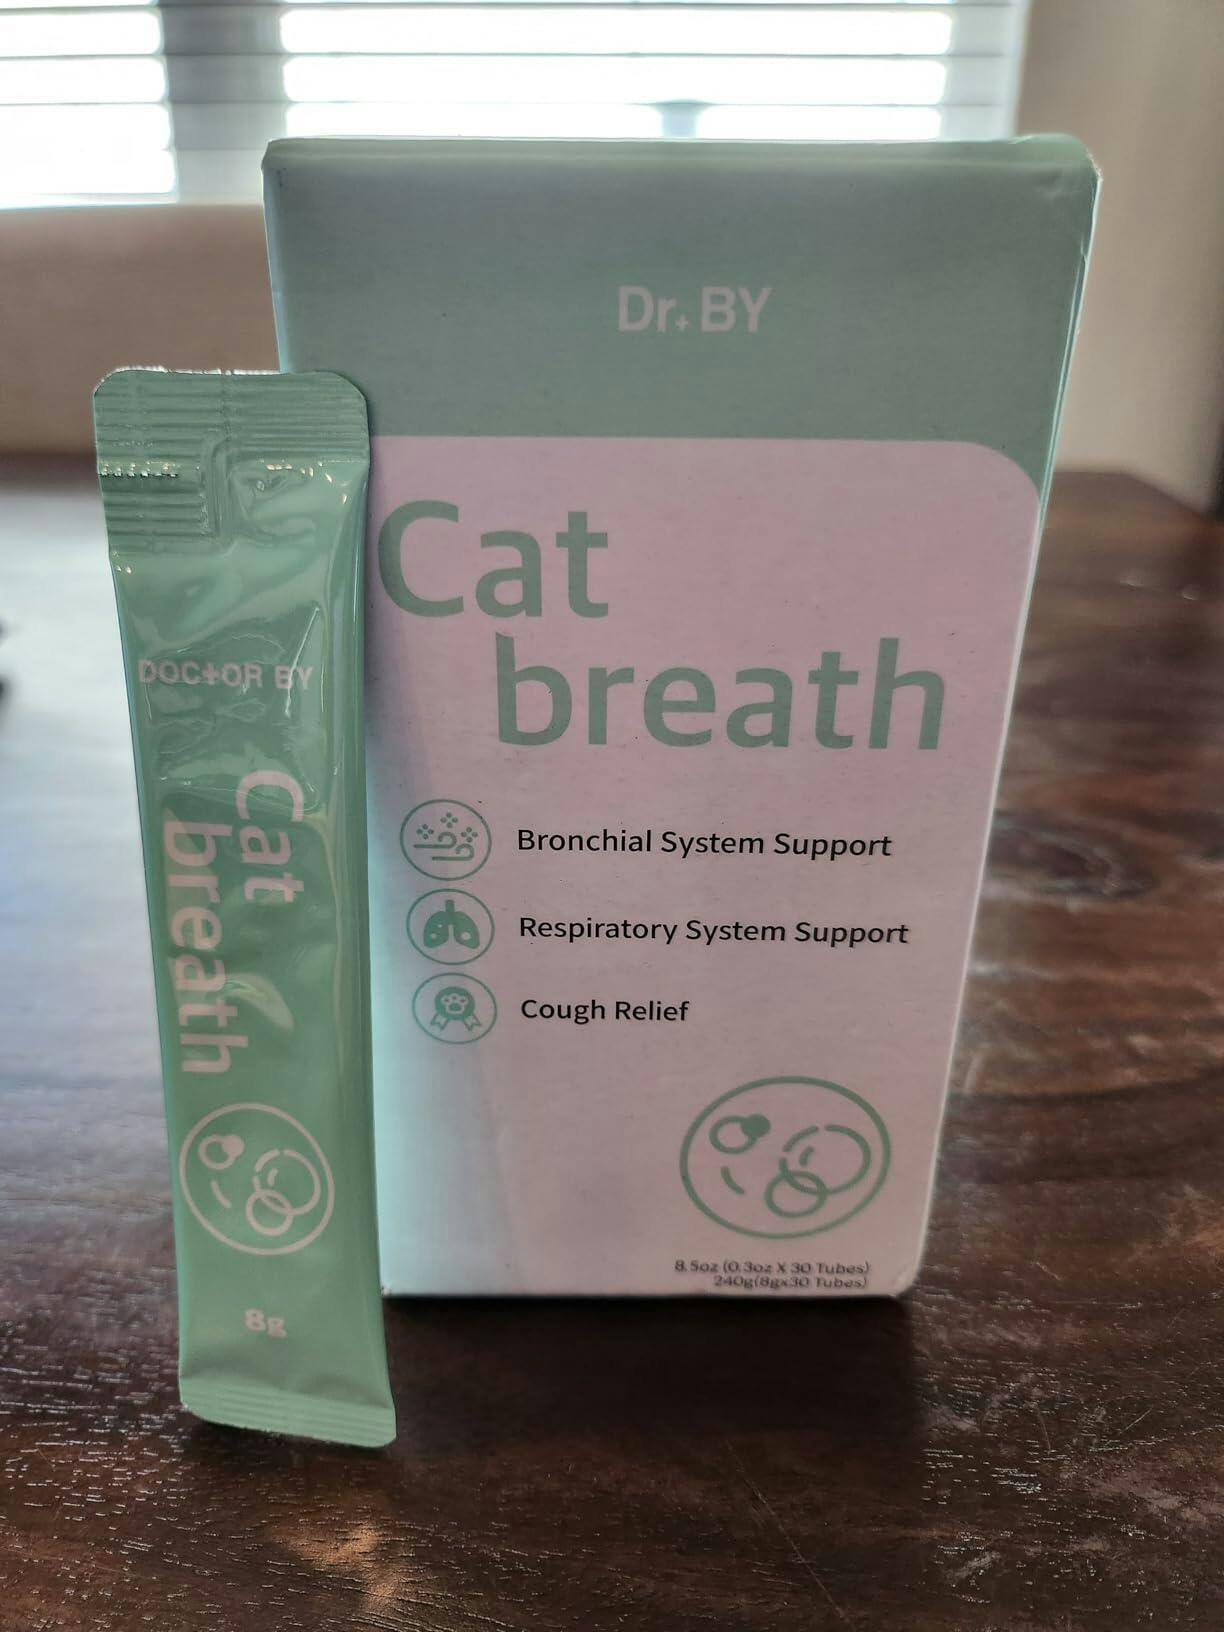 Dr. BY
Cat
breath
Bronchial System Support
Respiratory System Support
Cough Relief
8.5oz (0.3oz X 30 Tubes)
240g(8gx30 Tubes)
DOCTOR BY
Cat
breath
8g